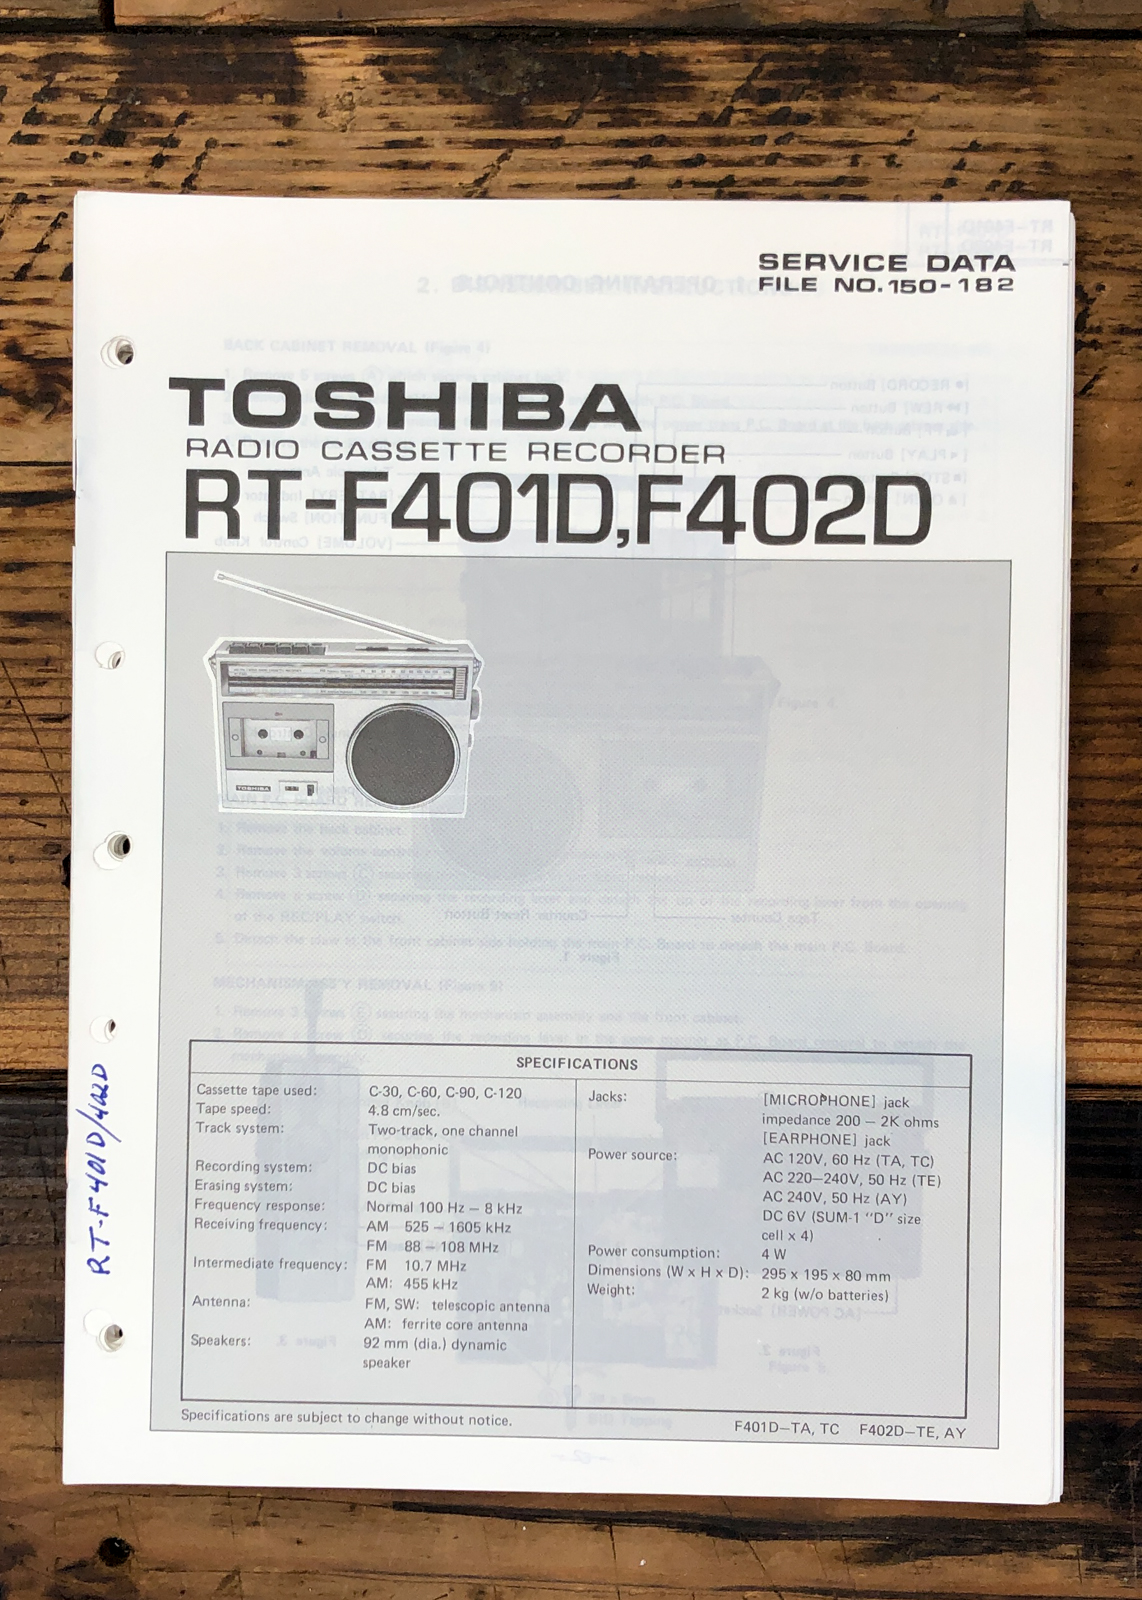 SERVICE DATA
FILE NO. 150-182
TOSHIBA
RADIO CASSETTE RECORDER
RT-F401D, F402D
TOSHIBA
SPECIFICATIONS
Cassette tape used: C-30, C-60, C-90, C-120
Tape speed: 4.8 cm/sec.
Track system: Two-track, one channel
monophonic
Recording system: DC bias
Erasing system: DC bias
Frequency response: Normal 100 Hz – 8 kHz
Receiving frequency: AM 525 – 1605 kHz
FM 88 – 108 MHz
Intermediate frequency: FM 10.7 MHz
AM: 455 kHz
Antenna: FM, SW: telescopic antenna
AM: ferrite core antenna
Speakers: 92 mm (dia.) dynamic
speaker
Jacks: [MICROPHONE] jack
impedance 200 – 2K ohms
[EARPHONE] jack
Power source: AC 120V, 60 Hz (TA, TC)
AC 220–240V, 50 Hz (TE)
AC 240V, 50 Hz (AY)
DC 6V (SUM-1 "D" size
cell x 4)
Power consumption: 4 W
Dimensions (W x H x D): 295 x 195 x 80 mm
Weight: 2 kg (w/o batteries)
Specifications are subject to change without notice.
F401D–TA, TC F402D–TE, AY
RT-F401D/402D